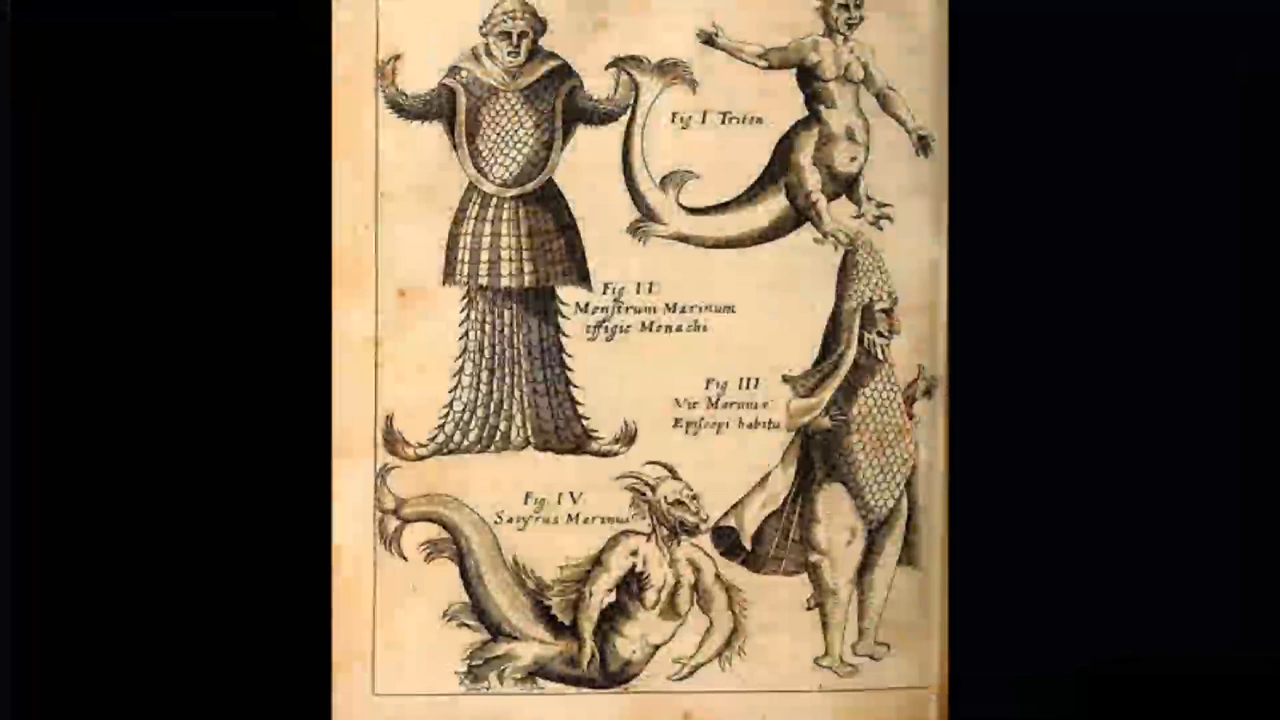 Fig. I. Triton.
Fig. II.
Monſtrum Marinum
effigie Monachi
Fig. III
Vir Marinus
Epiſcopi habitu
Fig. IV.
Satyrus Marinus